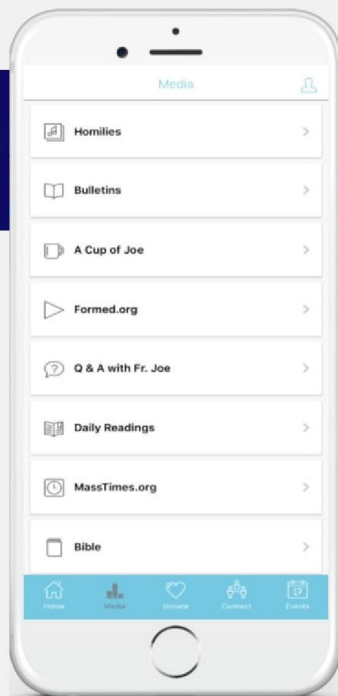 Media
Homilies
Bulletins
A Cup of Joe
Formed.org
Q & A with Fr. Joe
Daily Readings
MassTimes.org
Bible
Home
Media
Donate
Connect
Events
17